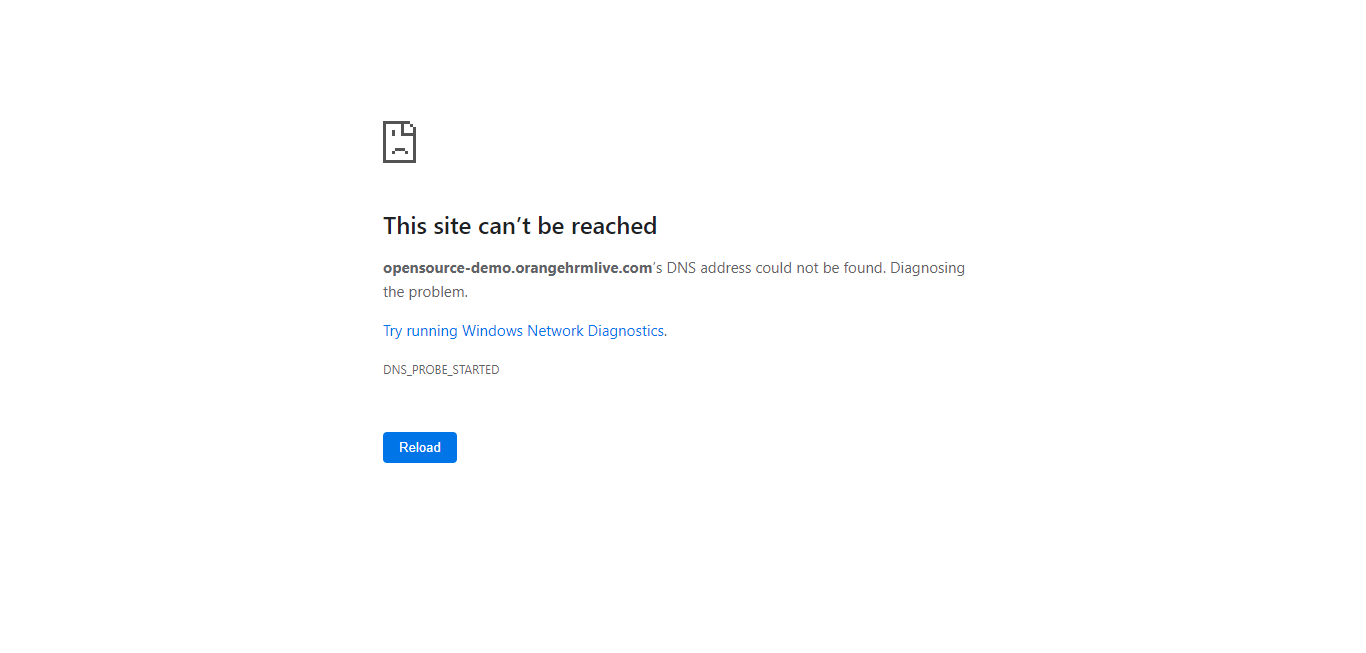 This site can’t be reached
opensource-demo.orangehrmlive.com’s DNS address could not be found. Diagnosing
the problem.
Try running Windows Network Diagnostics.
DNS_PROBE_STARTED
Reload